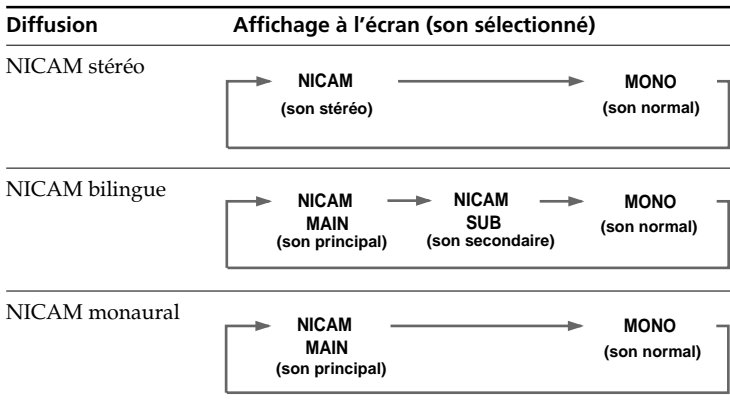 Diffusion Affichage à l'écran (son sélectionné)
NICAM stéréo
NICAM MONO
(son stéréo) (son normal)
NICAM bilingue
NICAM NICAM MONO
MAIN SUB (son normal)
(son principal) (son secondaire)
NICAM monaural
NICAM MONO
MAIN (son normal)
(son principal)